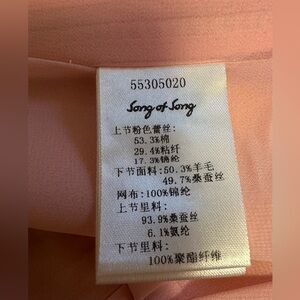 55305020
Song of Song
上节粉色蕾丝:
53.3%棉
29.4%粘纤
17.3%锦纶
下节面料:50.3%羊毛
49.7%桑蚕丝
网布:100%锦纶
上节里料:
93.9%桑蚕丝
6.1%氨纶
下节里料:
100%聚酯纤维